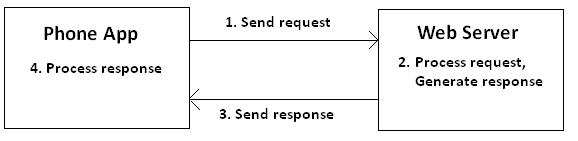 Phone App
4. Process response
1. Send request
Web Server
2. Process request,
Generate response
3. Send response